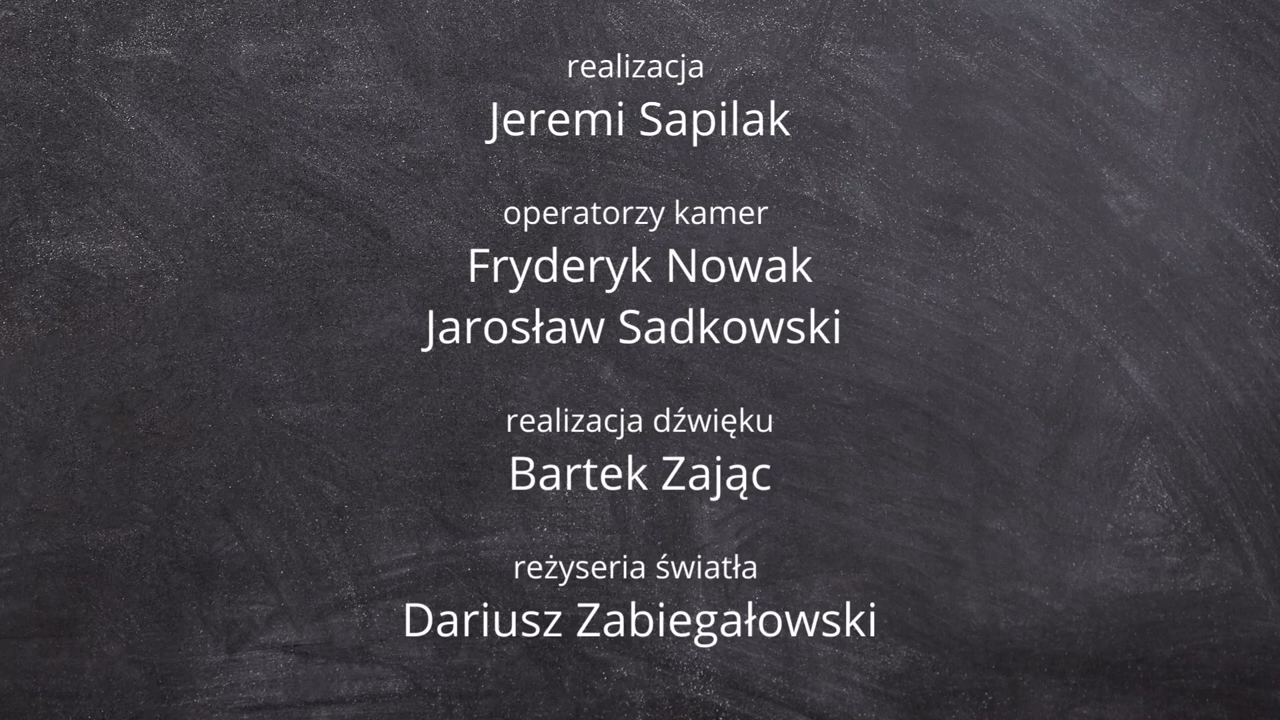 realizacja
Jeremi Sapilak
operatorzy kamer
Fryderyk Nowak
Jarosław Sadkowski
realizacja dźwięku
Bartek Zając
reżyseria światła
Dariusz Zabiegałowski